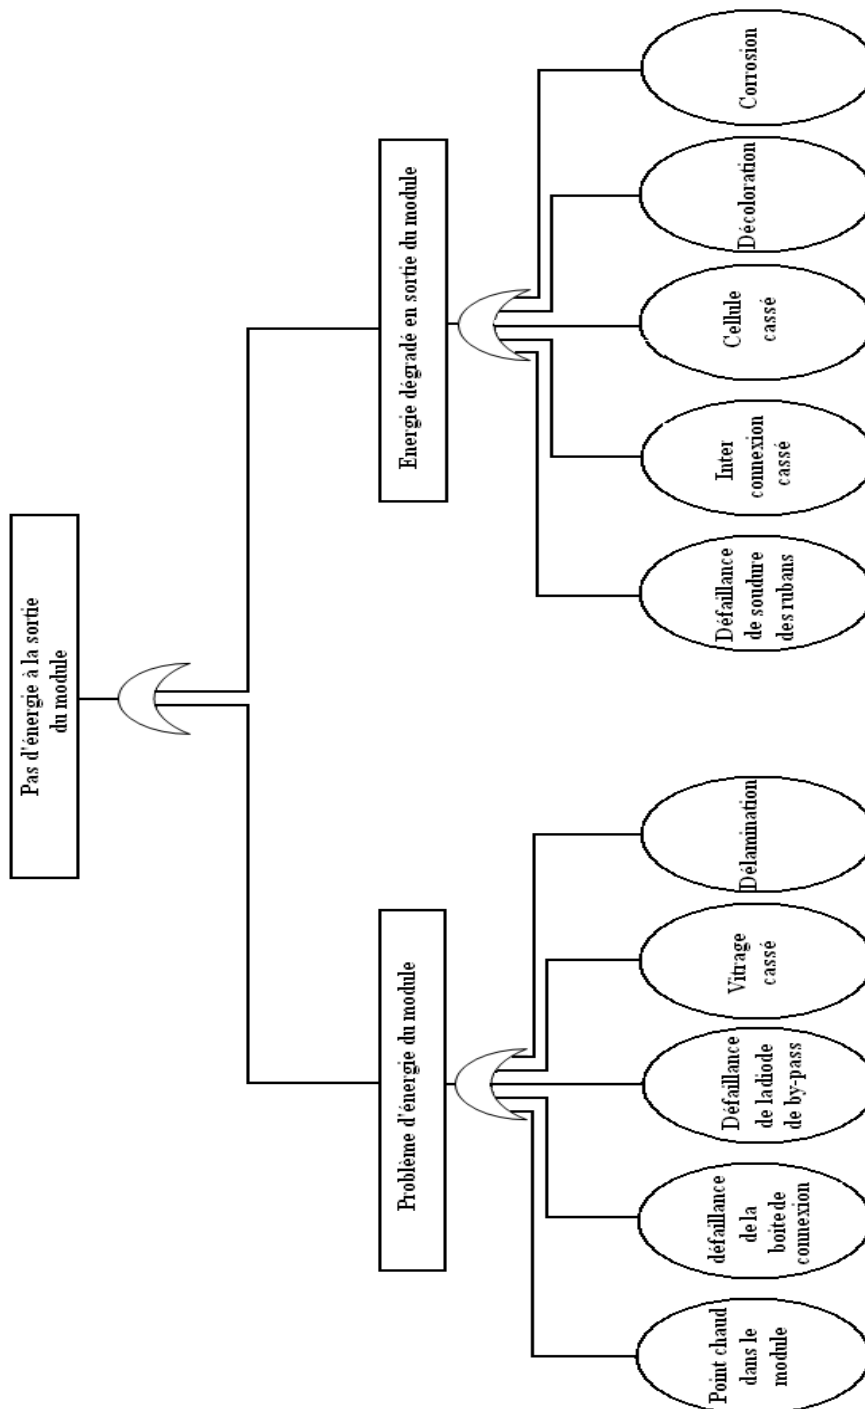 Pas d'énergie à la sortie
du module
Problème d'énergie du module
Energie dégradé en sortie du module
Point chaud
dans le
module
défaillance
de la
boite de
connexion
Défaillance
de la diode
de by-pass
Vitrage
cassé
Délamination
Défaillance
de soudure
des rubans
Inter
connexion
cassé
Cellule
cassé
Décoloration
Corrosion